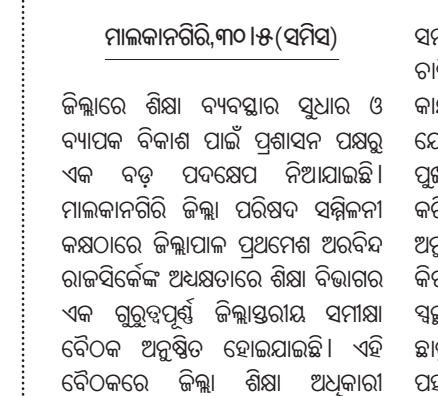 ମାଲକାନଗିରି,୩୦।୫(ସମିସ)
ଜିଲ୍ଲାରେ ଶିକ୍ଷା ବ୍ୟବସ୍ଥାର ସୁଧାର ଓ
ବ୍ୟାପକ ବିକାଶ ପାଇଁ ପ୍ରଶାସନ ପକ୍ଷରୁ
ଏକ ବଡ଼ ପଦକ୍ଷେପ ନିଆଯାଇଛି।
ମାଲକାନଗିରି ଜିଲ୍ଲା ପରିଷଦ ସମ୍ମିଳନୀ
କକ୍ଷଠାରେ ଜିଲ୍ଲାପାଳ ପ୍ରଥମେଶ ଅରବିନ୍ଦ
ରାଜସିର୍କେଙ୍କ ଅଧ୍ୟକ୍ଷତାରେ ଶିକ୍ଷା ବିଭାଗର
ଏକ ଗୁରୁତ୍ୱପୂର୍ଣ୍ଣ ଜିଲ୍ଲାସ୍ତରୀୟ ସମୀକ୍ଷା
ବୈଠକ ଅନୁଷ୍ଠିତ ହୋଇଯାଇଛି। ଏହି
ବୈଠକରେ ଜିଲ୍ଲା ଶିକ୍ଷା ଅଧିକାରୀ